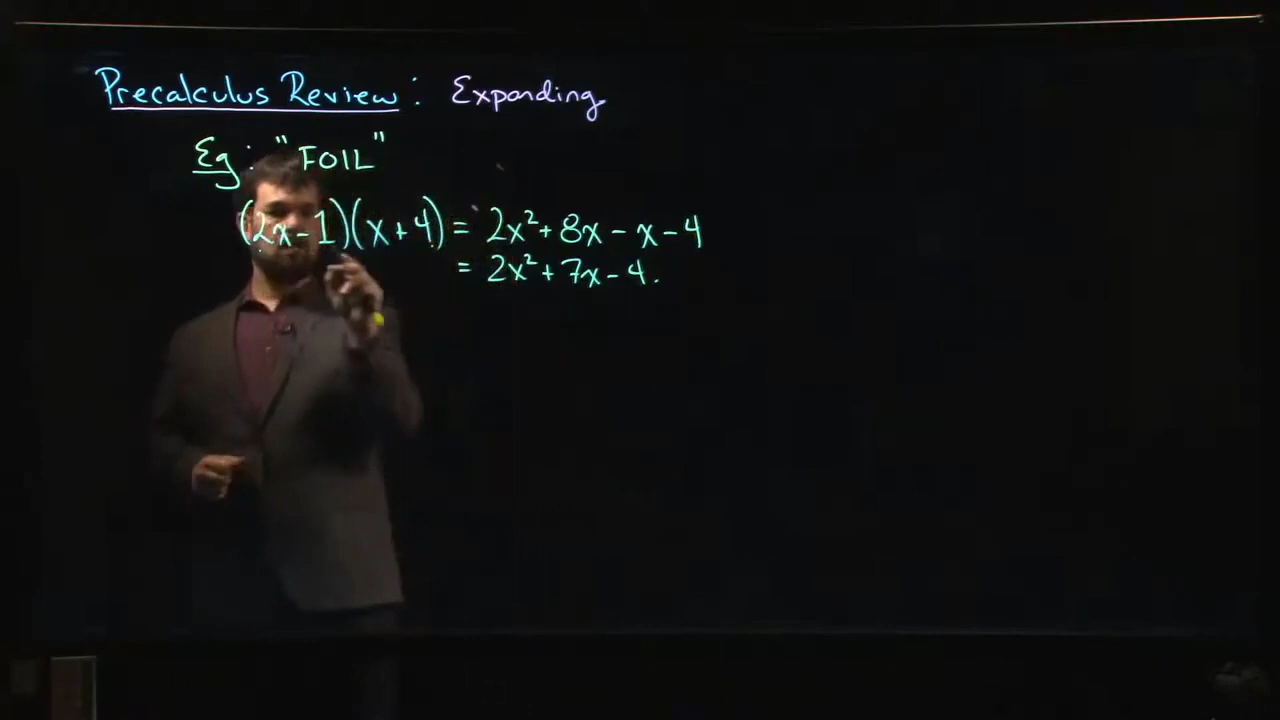 Precalculus Review: Expanding
Eg: "FOIL"
(2x-1)(x+4) = 2x²+8x-x-4
= 2x²+7x-4.